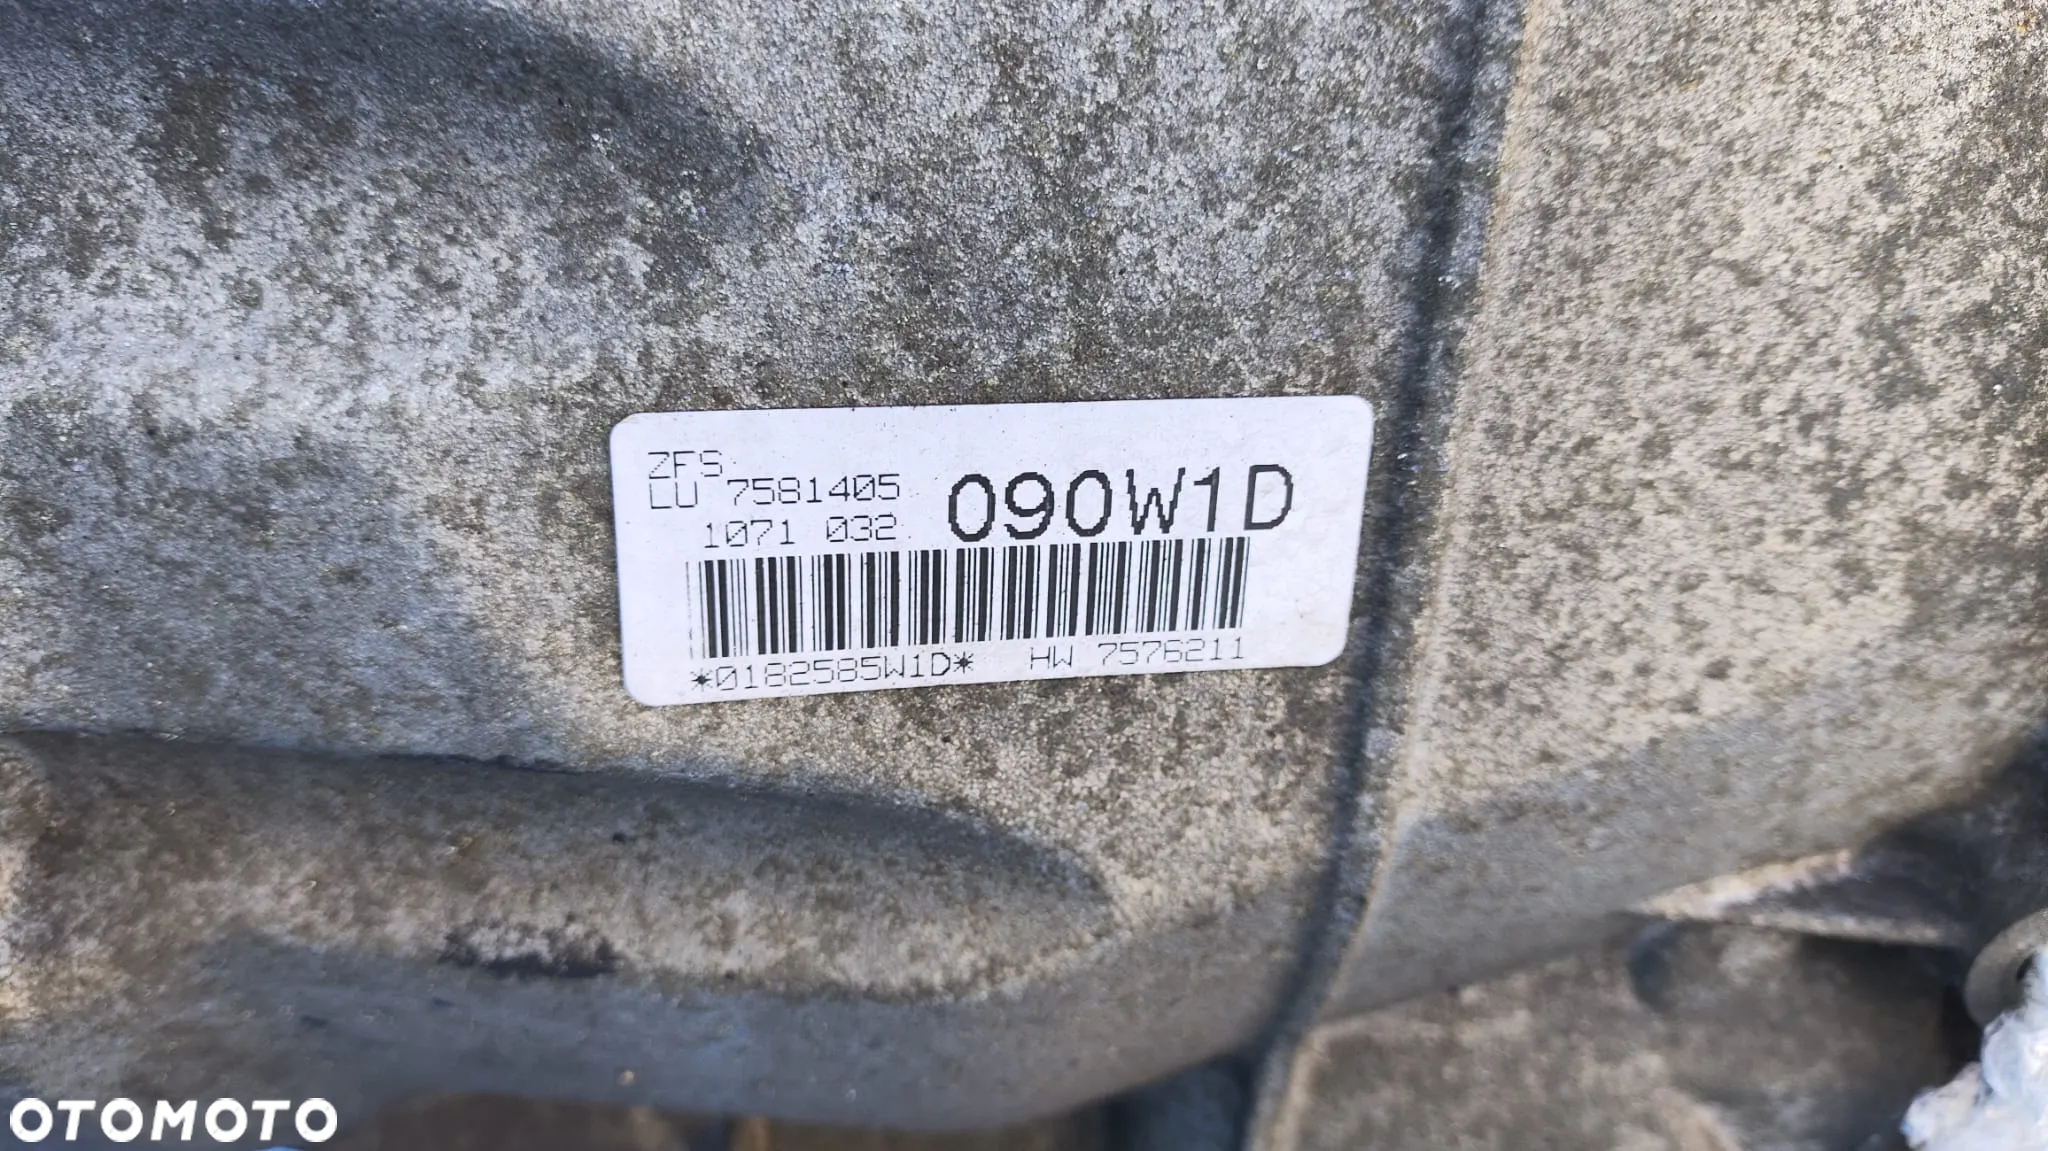 ZFS
LU 7581405
1071 032
090W1D
*0182585W1D* HW 7576211
OTOMOTO